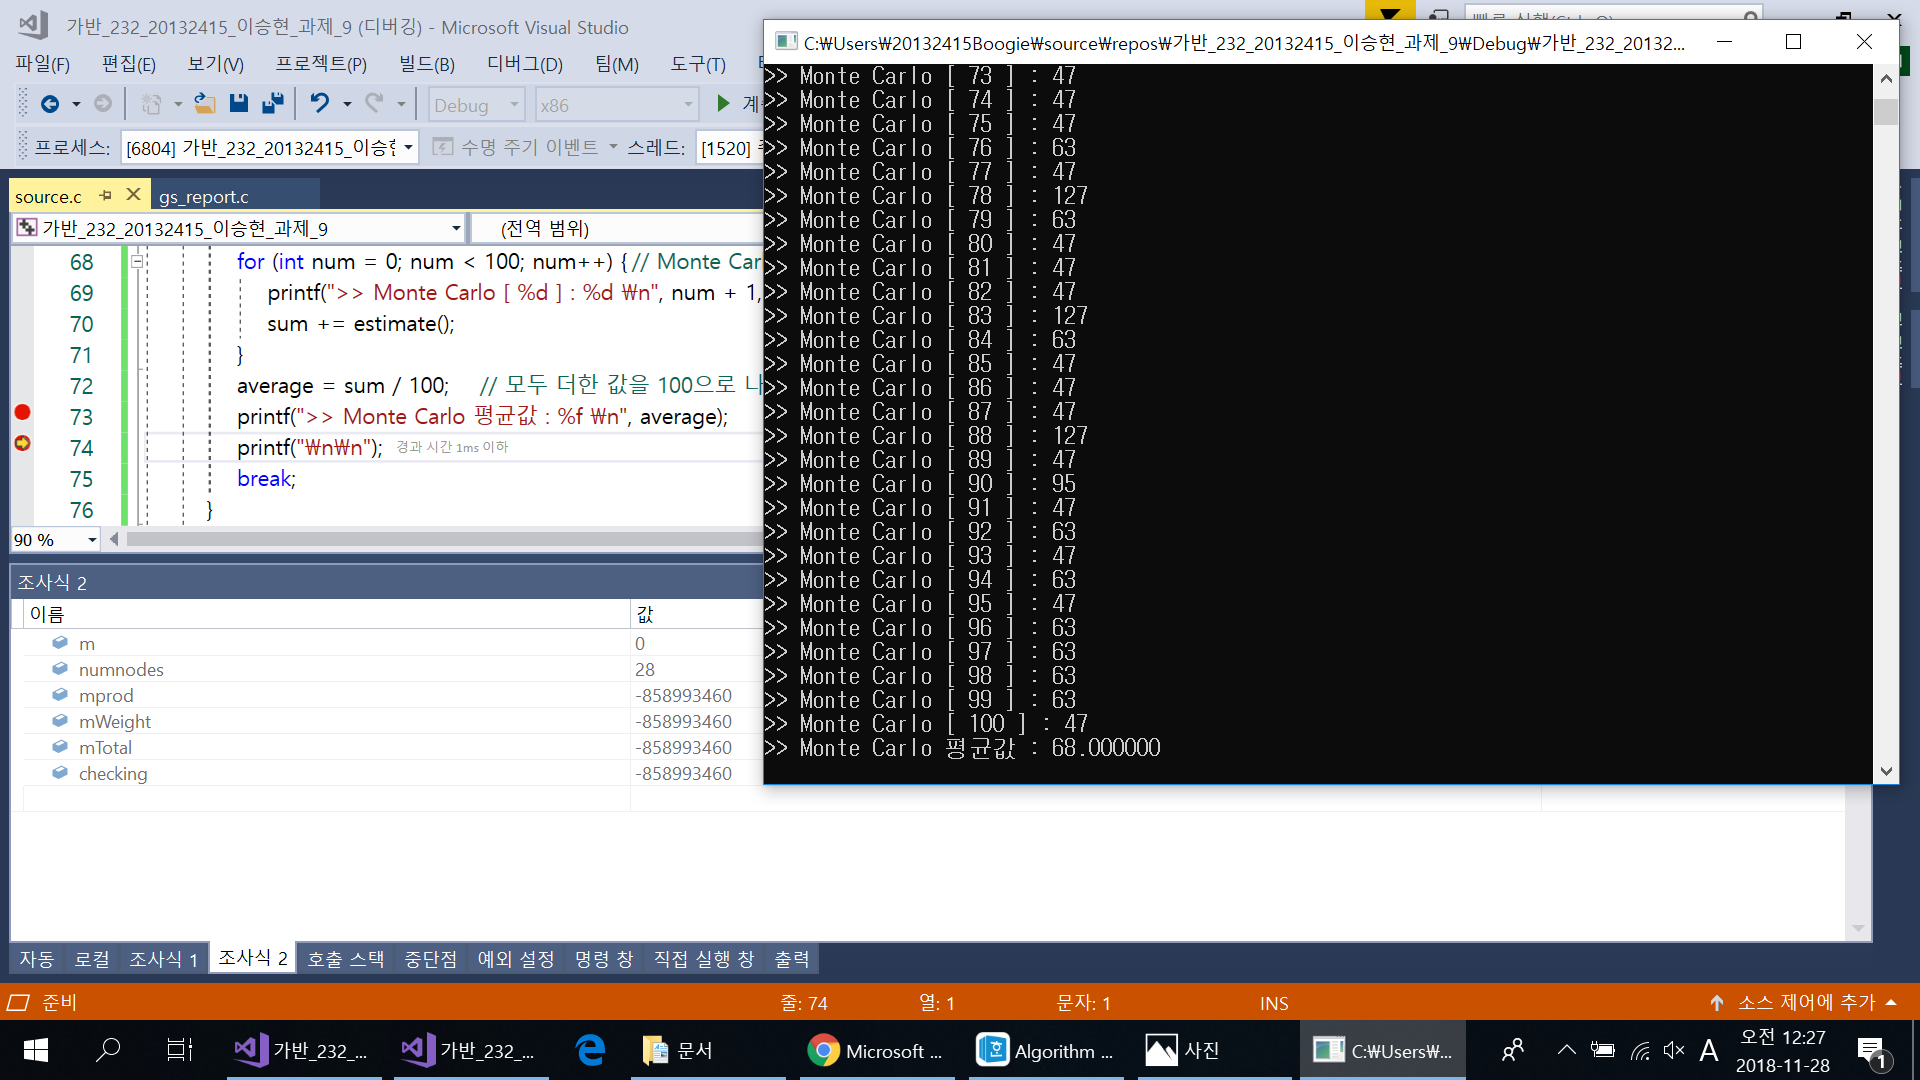 가반_232_20132415_이승현_과제_9 (디버깅) - Microsoft Visual Studio
파일(F) 편집(E) 보기(V) 프로젝트(P) 빌드(B) 디버그(D) 팀(M) 도구(T)
Debug x86
프로세스: [6804] 가반_232_20132415_이승현 수명 주기 이벤트 스레드: [1520]
source.c gs_report.c
가반_232_20132415_이승현_과제_9 (전역 범위)
68 for (int num = 0; num < 100; num++) {// Monte Car
69 printf(">> Monte Carlo [ %d ] : %d ₩n", num + 1,
70 sum += estimate();
71 }
72 average = sum / 100; // 모두 더한 값을 100으로 나
73 printf(">> Monte Carlo 평균값 : %f ₩n", average);
74 printf("₩n₩n"); 경과 시간 1ms 이하
75 break;
76 }
90 %
조사식 2
이름 값
m 0
numnodes 28
mprod -858993460
mWeight -858993460
mTotal -858993460
checking -858993460
자동 로컬 조사식 1 조사식 2 호출 스택 중단점 예외 설정 명령 창 직접 실행 창 출력
준비 줄: 74 열: 1 문자: 1 INS 소스 제어에 추가
C:₩Users₩20132415Boogie₩source₩repos₩가반_232_20132415_이승현_과제_9₩Debug₩가반_232_20132...
>> Monte Carlo [ 73 ] : 47
>> Monte Carlo [ 74 ] : 47
>> Monte Carlo [ 75 ] : 47
>> Monte Carlo [ 76 ] : 63
>> Monte Carlo [ 77 ] : 47
>> Monte Carlo [ 78 ] : 127
>> Monte Carlo [ 79 ] : 63
>> Monte Carlo [ 80 ] : 47
>> Monte Carlo [ 81 ] : 47
>> Monte Carlo [ 82 ] : 47
>> Monte Carlo [ 83 ] : 127
>> Monte Carlo [ 84 ] : 63
>> Monte Carlo [ 85 ] : 47
>> Monte Carlo [ 86 ] : 47
>> Monte Carlo [ 87 ] : 47
>> Monte Carlo [ 88 ] : 127
>> Monte Carlo [ 89 ] : 47
>> Monte Carlo [ 90 ] : 95
>> Monte Carlo [ 91 ] : 47
>> Monte Carlo [ 92 ] : 63
>> Monte Carlo [ 93 ] : 47
>> Monte Carlo [ 94 ] : 63
>> Monte Carlo [ 95 ] : 47
>> Monte Carlo [ 96 ] : 63
>> Monte Carlo [ 97 ] : 63
>> Monte Carlo [ 98 ] : 63
>> Monte Carlo [ 99 ] : 63
>> Monte Carlo [ 100 ] : 47
>> Monte Carlo 평균값 : 68.000000
가반_232_... 가반_232_... 문서 Microsoft ... Algorithm ... 사진 C:₩Users₩... A 오전 12:27
2018-11-28 1